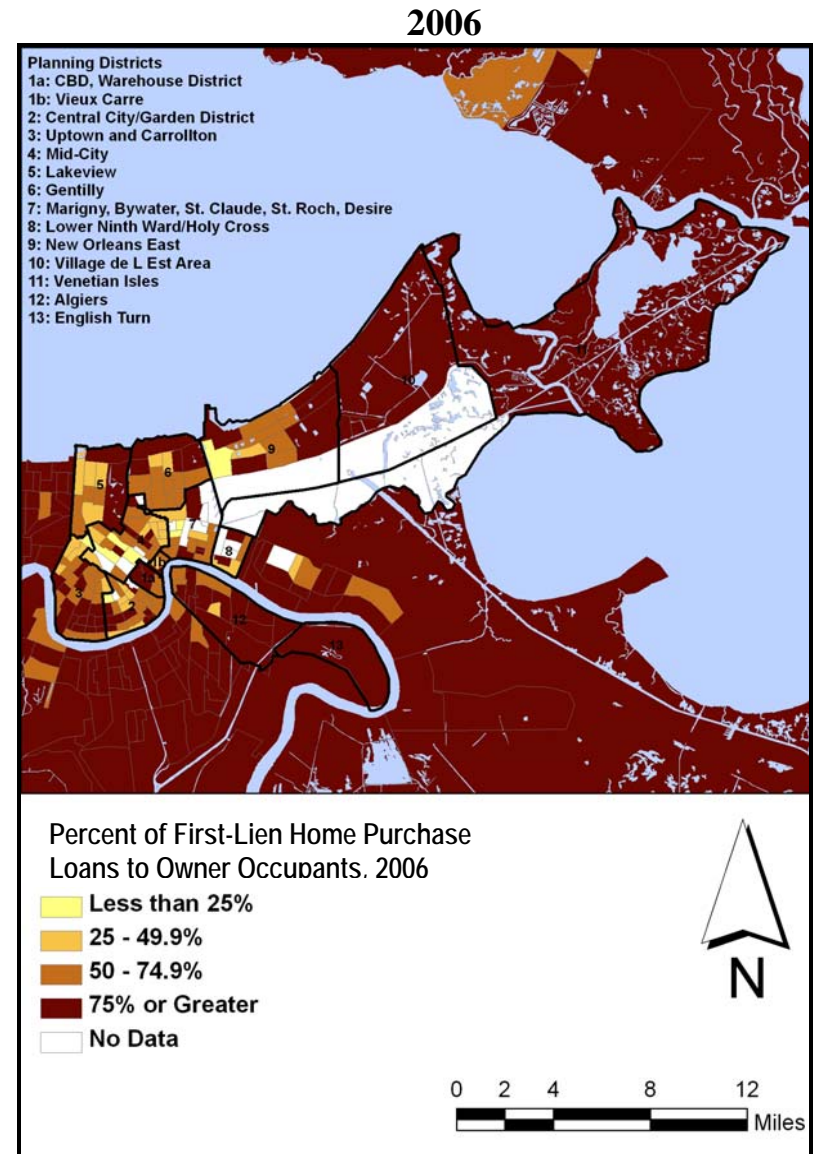 2006
Planning Districts
1a: CBD, Warehouse District
1b: Vieux Carre
2: Central City/Garden District
3: Uptown and Carrollton
4: Mid-City
5: Lakeview
6: Gentilly
7: Marigny, Bywater, St. Claude, St. Roch, Desire
8: Lower Ninth Ward/Holy Cross
9: New Orleans East
10: Village de L Est Area
11: Venetian Isles
12: Algiers
13: English Turn
11
10
9
6
5
7
8
1b
1a
3
2
12
13
Percent of First-Lien Home Purchase
Loans to Owner Occupants, 2006
Less than 25%
25 - 49.9%
50 - 74.9%
75% or Greater
No Data
N
0 2 4 8 12
Miles